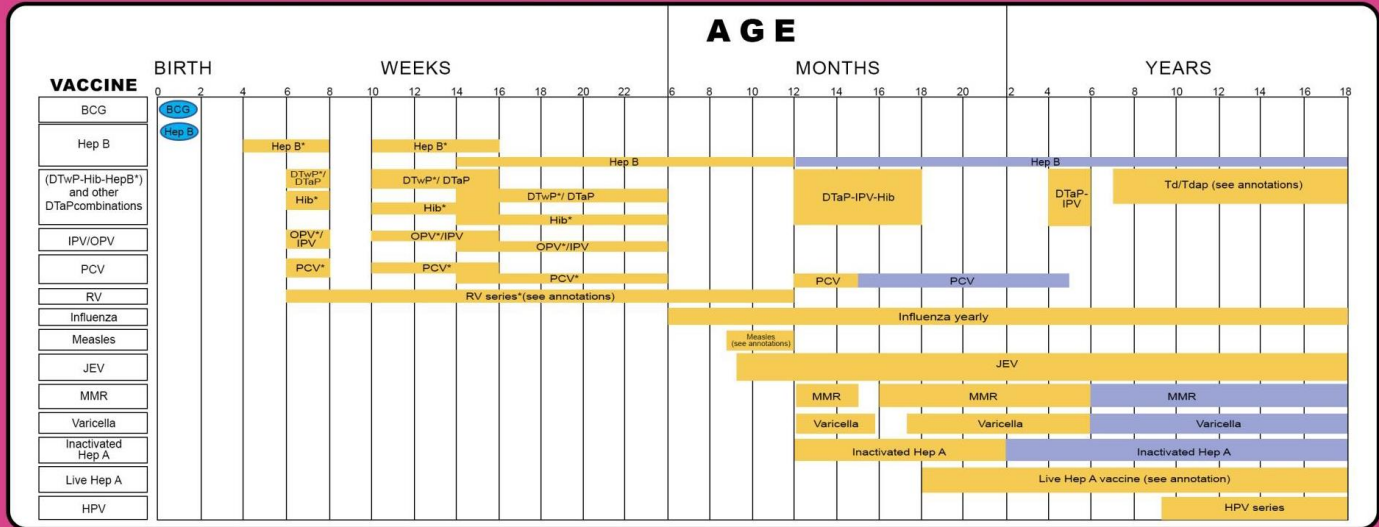 AGE
BIRTH WEEKS MONTHS YEARS
VACCINE
0 2 4 6 8 10 12 14 16 18 20 22 24 6 8 10 12 14 16 18 20 22 2 4 6 8 10 12 14 16 18
BCG BCG
Hep B
Hep B Hep B* Hep B*
Hep B Hep B
(DTwP-Hib-HepB*)
and other
DTaPcombinations
DTwP*/
DTaP
DTwP*/ DTaP
DTwP*/ DTaP
Hib*
Hib*
Hib*
DTaP-IPV-Hib
DTaP-
IPV
Td/Tdap (see annotations)
IPV/OPV
OPV*/
IPV
OPV*/IPV
OPV*/IPV
PCV PCV* PCV*
PCV* PCV PCV
RV RV series*(see annotations)
Influenza Influenza yearly
Measles
Measles
(see annotations)
JEV JEV
MMR MMR MMR MMR
Varicella Varicella Varicella Varicella
Inactivated
Hep A
Inactivated Hep A Inactivated Hep A
Live Hep A Live Hep A vaccine (see annotation)
HPV HPV series